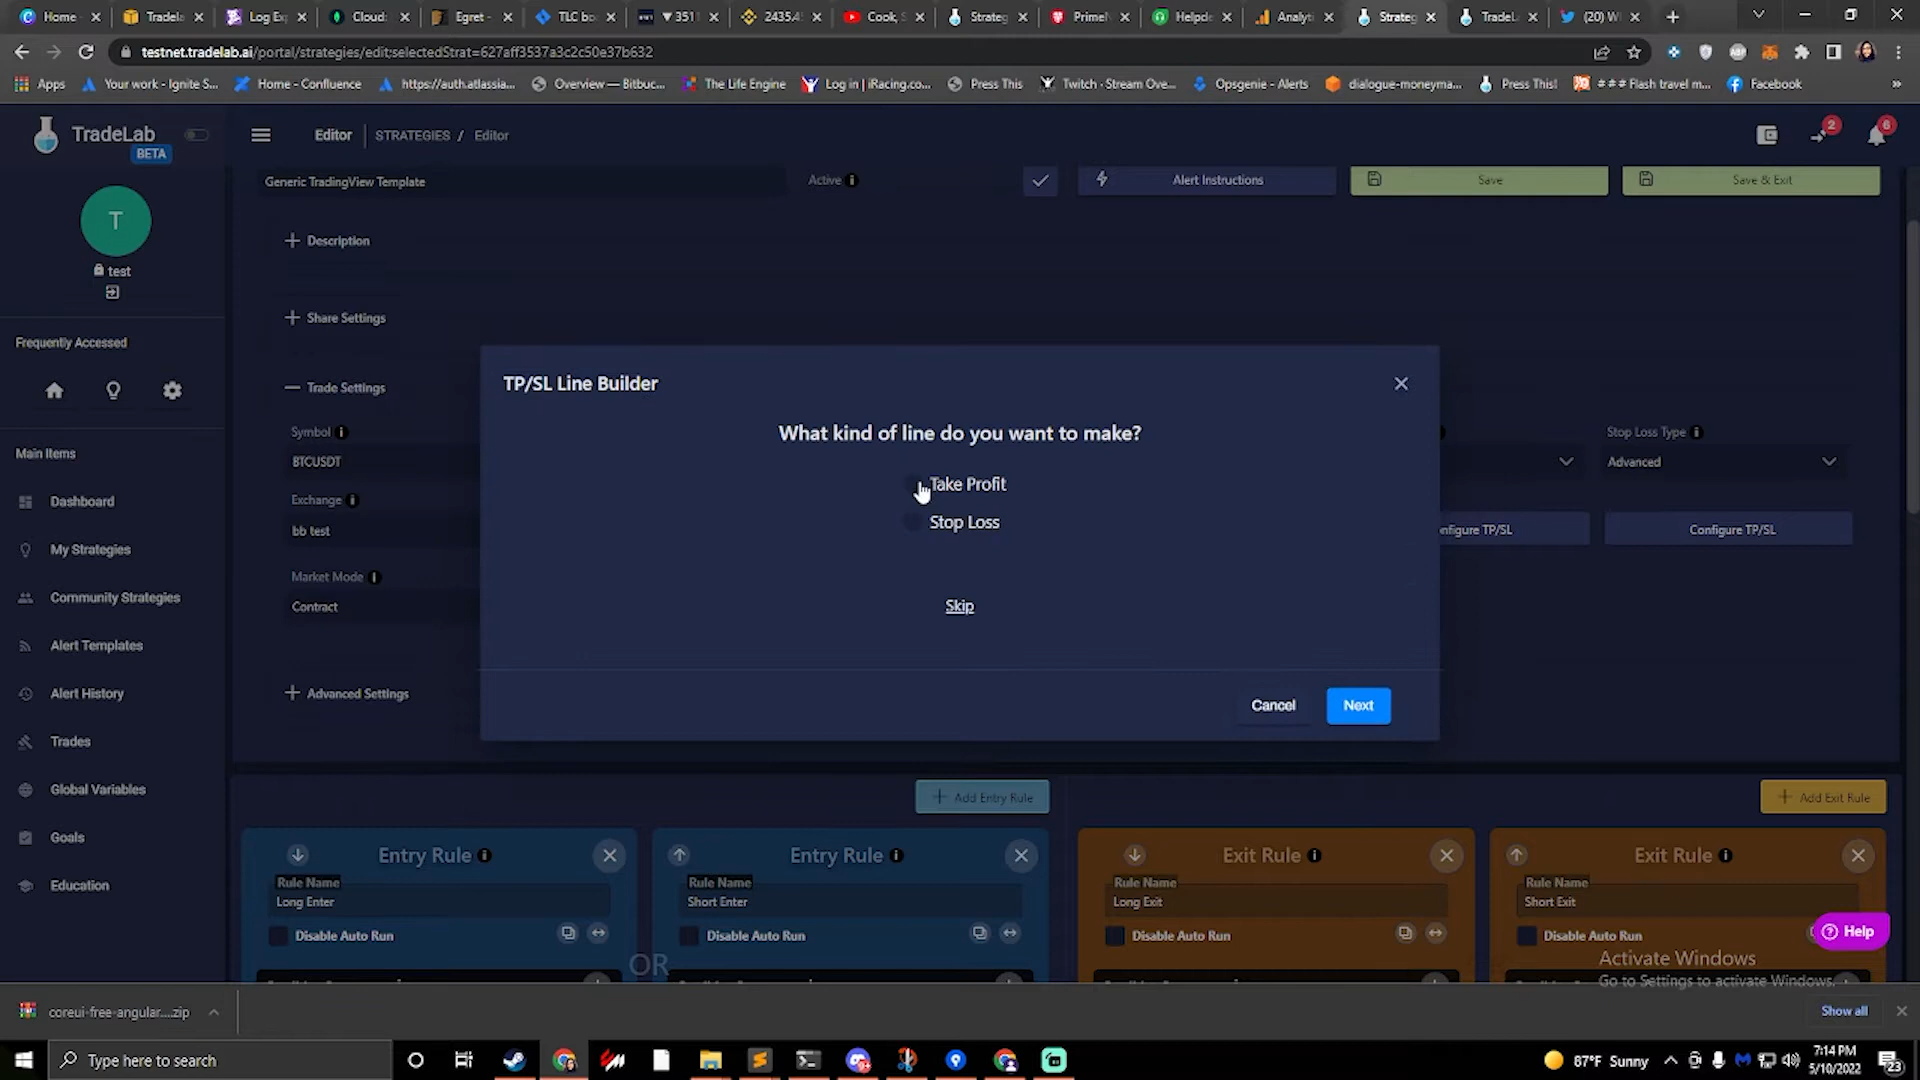 Home
Tradela
Log Ex
Cloud:
Egret -
TLC bo
▼ 351
2435.4
Cook, S
Strateg
PrimeN
Helpde
Analyti
Strateg
TradeL
(20) W
testnet.tradelab.ai/portal/strategies/edit;selectedStrat=627aff3537a3c2c50e37b632
Apps
Your work - Ignite S...
Home - Confluence
https://auth.atlassia...
Overview — Bitbuc...
The Life Engine
Log in | iRacing.co...
Press This
Twitch - Stream Ove...
Opsgenie - Alerts
dialogue-moneyma...
Press This!
# # # Flash travel m...
Facebook
»
TradeLab
BETA
Editor
STRATEGIES / Editor
2
6
T
test
Frequently Accessed
Main Items
Dashboard
My Strategies
Community Strategies
Alert Templates
Alert History
Trades
Global Variables
Goals
Education
Generic TradingView Template
Active
Alert Instructions
Save
Save & Exit
Description
Share Settings
Trade Settings
Symbol
BTCUSDT
Exchange
bb test
Market Mode
Contract
Advanced Settings
Stop Loss Type
Advanced
nfigure TP/SL
Configure TP/SL
TP/SL Line Builder
What kind of line do you want to make?
Take Profit
Stop Loss
Skip
Cancel
Next
Add Entry Rule
Add Exit Rule
Entry Rule
Rule Name
Long Enter
Disable Auto Run
OR
Entry Rule
Rule Name
Short Enter
Disable Auto Run
Exit Rule
Rule Name
Long Exit
Disable Auto Run
Exit Rule
Rule Name
Short Exit
Disable Auto Run
Help
Activate Windows
Go to Settings to activate Windows.
coreui-free-angular....zip
Show all
Type here to search
87°F Sunny
7:14 PM
5/10/2022
23